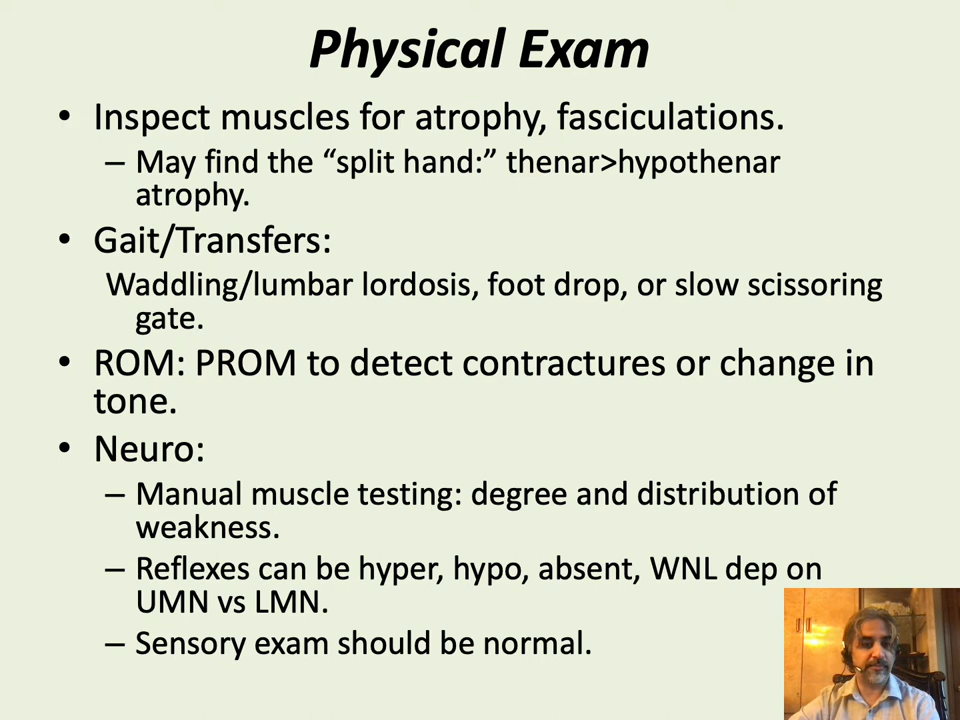 Physical Exam
• Inspect muscles for atrophy, fasciculations.
– May find the “split hand:” thenar>hypothenar
atrophy.
• Gait/Transfers:
Waddling/lumbar lordosis, foot drop, or slow scissoring
gate.
• ROM: PROM to detect contractures or change in
tone.
• Neuro:
– Manual muscle testing: degree and distribution of
weakness.
– Reflexes can be hyper, hypo, absent, WNL dep on
UMN vs LMN.
– Sensory exam should be normal.